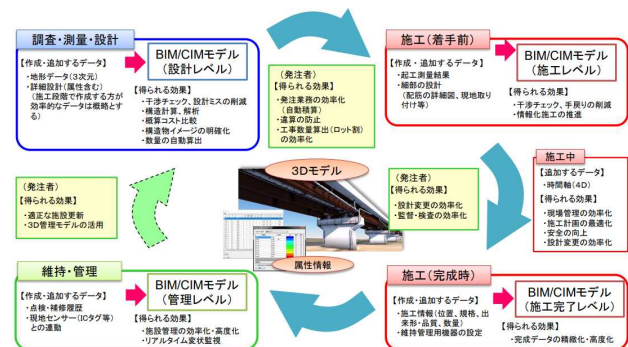 調査・測量・設計
【作成・追加するデータ】
・地形データ(3次元)
・詳細設計(属性含む)
(施工段階で作成する方が
効率的なデータは概略とす
る)
BIM/CIMモデル
(設計レベル)
【得られる効果】
・干渉チェック、設計ミスの削減
・構造計算、解析
・概算コスト比較
・構造物イメージの明確化
・数量の自動算出
(発注者)
【得られる効果】
・発注業務の効率化
(自動積算)
・違算の防止
・工事数量算出(ロット割)
の効率化
施工(着手前)
【作成・追加するデータ】
・起工測量結果
・細部の設計
(配筋の詳細図、現地取り
付け等)
BIM/CIMモデル
(施工レベル)
【得られる効果】
・干渉チェック、手戻りの削減
・情報化施工の推進
施工中
【追加するデータ】
・時間軸(4D)
【得られる効果】
・現場管理の効率化
・施工計画の最適化
・安全の向上
・設計変更の効率化
(発注者)
【得られる効果】
・設計変更の効率化
・監督・検査の効率化
3Dモデル
属性情報
(発注者)
【得られる効果】
・適正な施設更新
・3D管理モデルの活用
施工(完成時)
【作成・追加するデータ】
・施工情報(位置、規格、出
来形・品質、数量)
・維持管理用機器の設定
BIM/CIMモデル
(施工完了レベル)
【得られる効果】
・完成データの精緻化・高度化
維持・管理
【作成・追加するデータ】
・点検・補修履歴
・現地センサー(ICタグ等)
との連動
BIM/CIMモデル
(管理レベル)
【得られる効果】
・施設管理の効率化・高度化
・リアルタイム変状監視